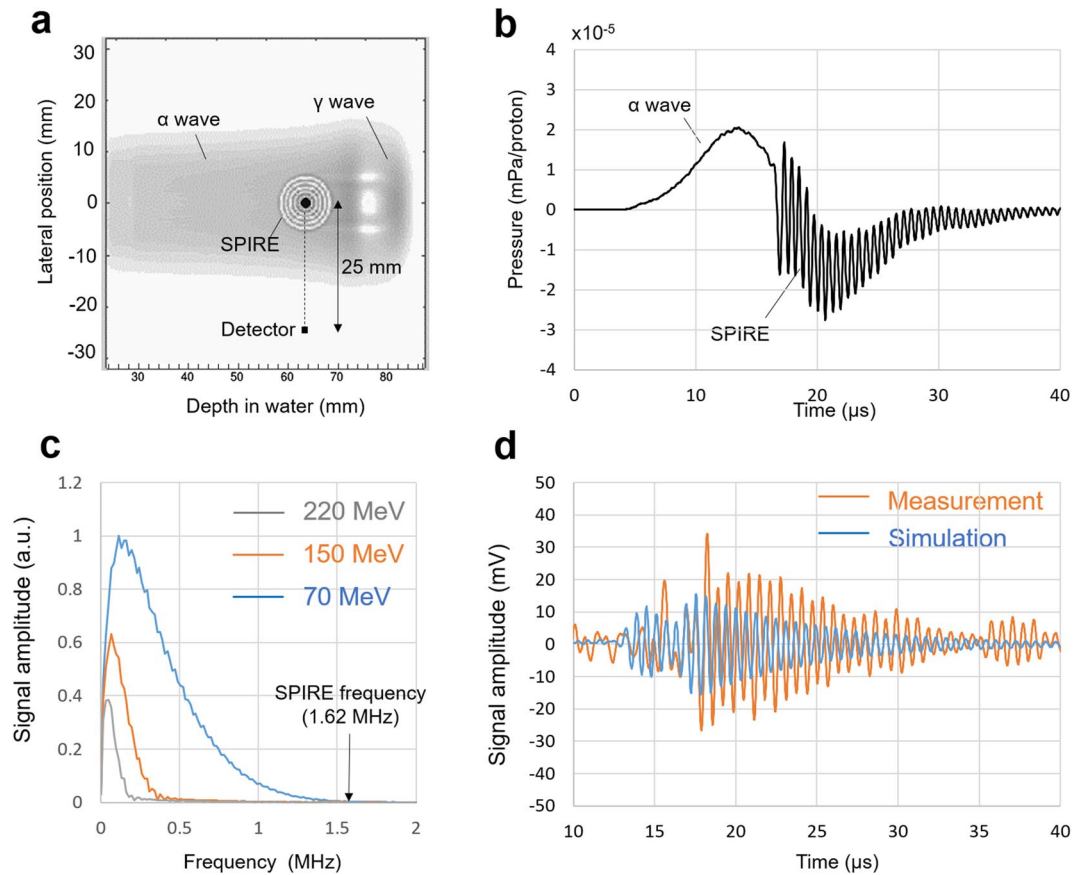 a
30
20
10
0
-10
-20
-30
Lateral position (mm)
α wave
γ wave
SPIRE
25 mm
Detector
30 40 50 60 70 80
Depth in water (mm)
b
x10-5
4
3
2
1
0
-1
-2
-3
-4
Pressure (mPa/proton)
α wave
SPIRE
0 10 20 30 40
Time (µs)
c
1.2
1
0.8
0.6
0.4
0.2
0
Signal amplitude (a.u.)
220 MeV
150 MeV
70 MeV
SPIRE frequency
(1.62 MHz)
0 0.5 1 1.5 2
Frequency (MHz)
d
50
40
30
20
10
0
-10
-20
-30
-40
-50
Signal amplitude (mV)
Measurement
Simulation
10 15 20 25 30 35 40
Time (µs)